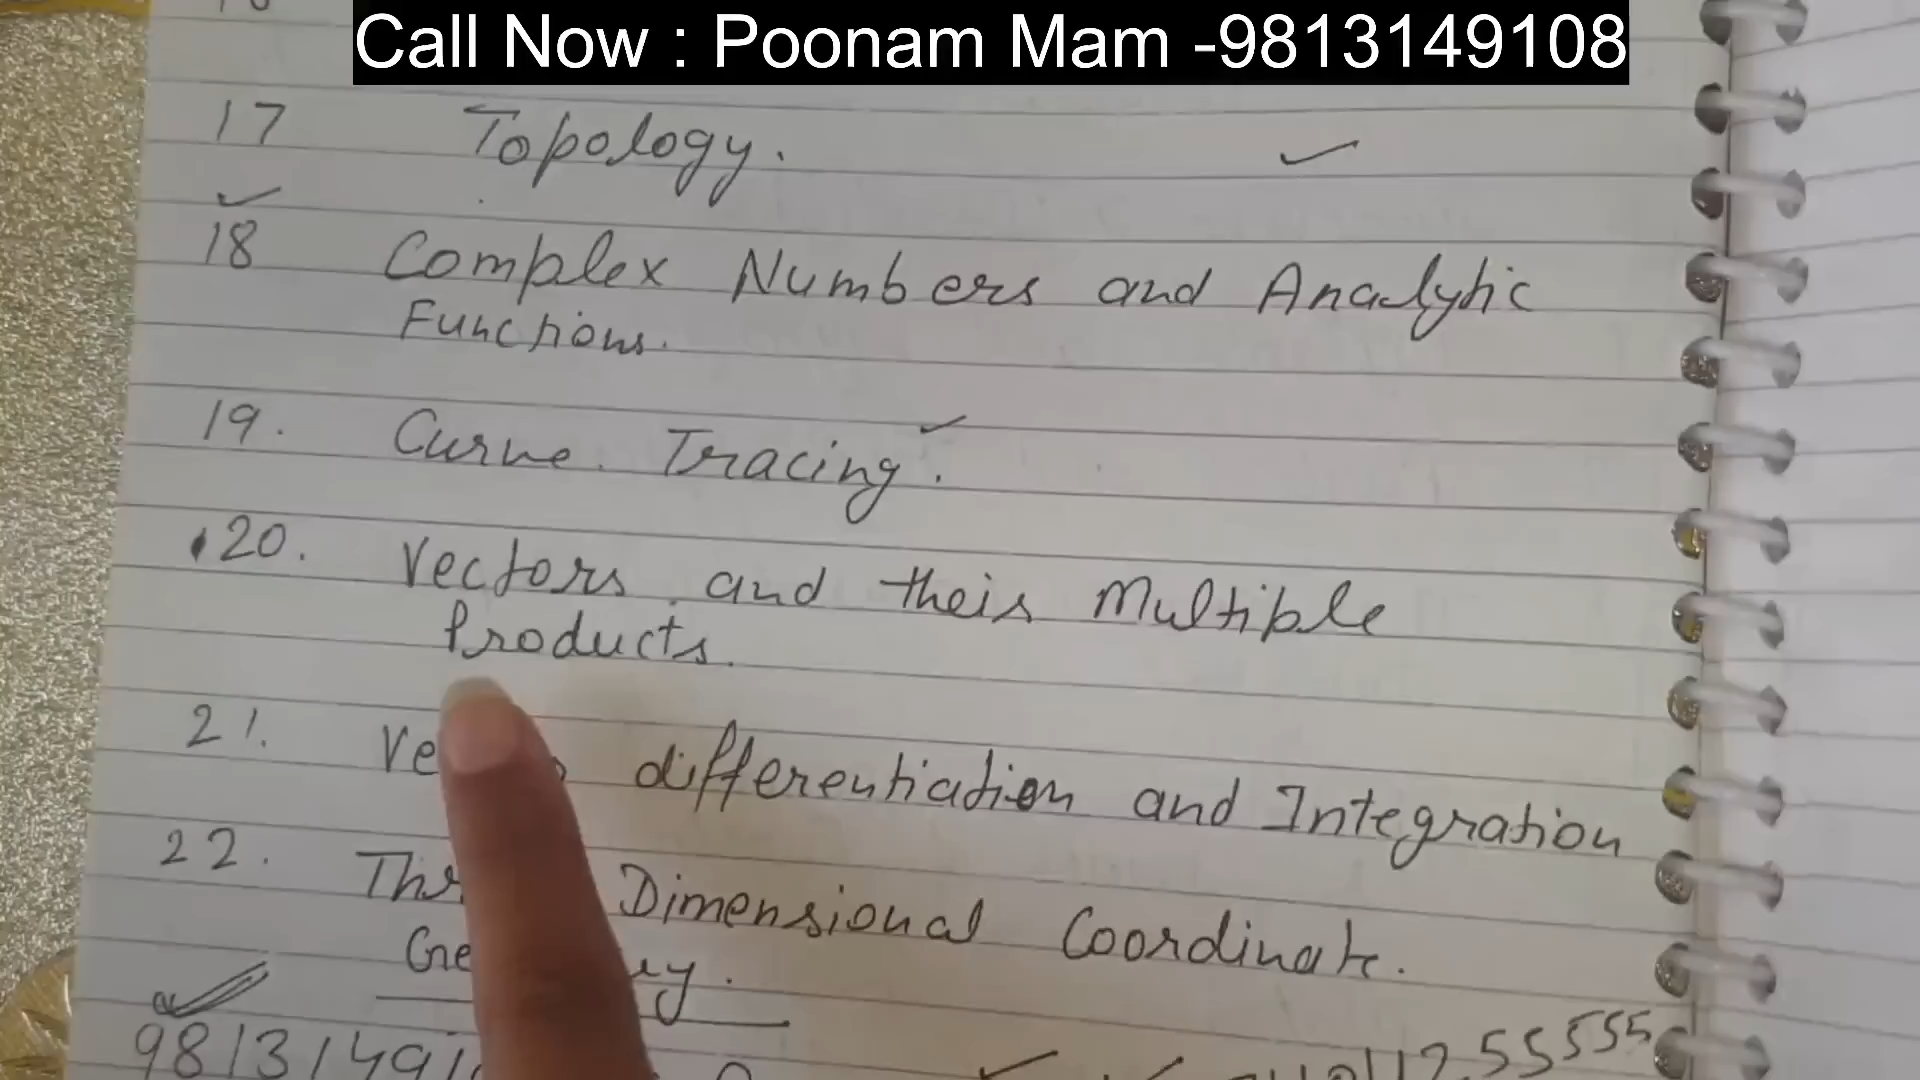 Call Now : Poonam Mam -9813149108
17 Topology.
18 Complex Numbers and Analytic
Functions.
19. Curve Tracing.
20. Vectors and their Multiple
Products.
21. differentiation and Integration
22. Dimensional Coordinate.